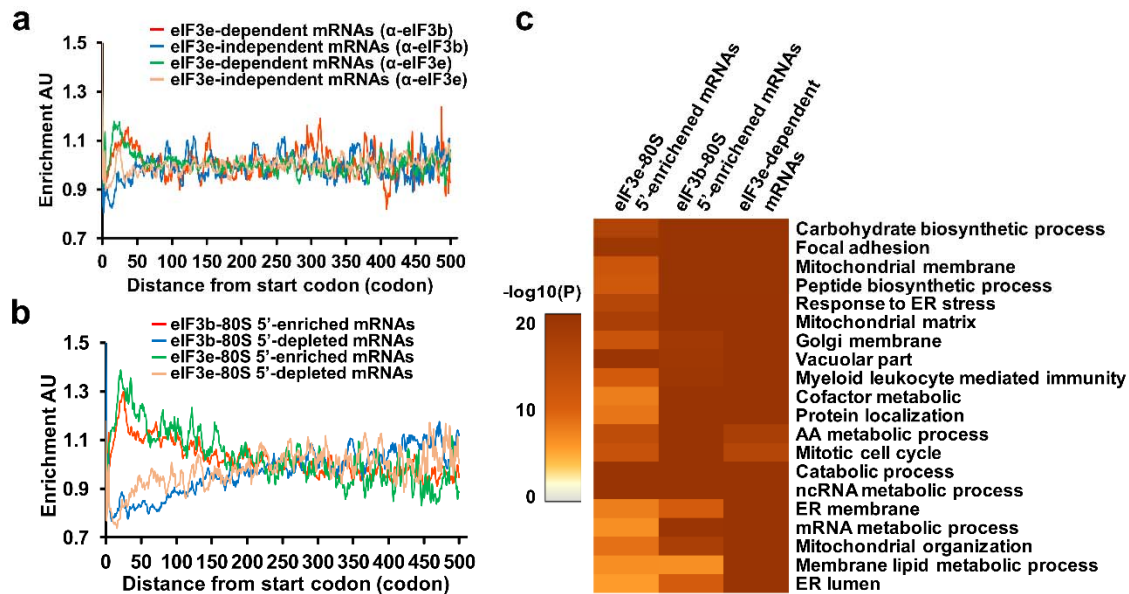 a
eIF3e-dependent mRNAs (α-eIF3b)
eIF3e-independent mRNAs (α-eIF3b)
eIF3e-dependent mRNAs (α-eIF3e)
eIF3e-independent mRNAs (α-eIF3e)
Enrichment AU
1.5
1.3
1.1
0.9
0.7
0 50 100 150 200 250 300 350 400 450 500
Distance from start codon (codon)
b
eIF3b-80S 5’-enriched mRNAs
eIF3b-80S 5’-depleted mRNAs
eIF3e-80S 5’-enriched mRNAs
eIF3e-80S 5’-depleted mRNAs
Enrichment AU
1.5
1.3
1.1
0.9
0.7
0 50 100 150 200 250 300 350 400 450 500
Distance from start codon (codon)
c
eIF3e-80S
5’-enrichened mRNAs
eIF3b-80S
5’-enrichened mRNAs
eIF3e-dependent
mRNAs
-log10(P)
20
10
0
Carbohydrate biosynthetic process
Focal adhesion
Mitochondrial membrane
Peptide biosynthetic process
Response to ER stress
Mitochondrial matrix
Golgi membrane
Vacuolar part
Myeloid leukocyte mediated immunity
Cofactor metabolic
Protein localization
AA metabolic process
Mitotic cell cycle
Catabolic process
ncRNA metabolic process
ER membrane
mRNA metabolic process
Mitochondrial organization
Membrane lipid metabolic process
ER lumen